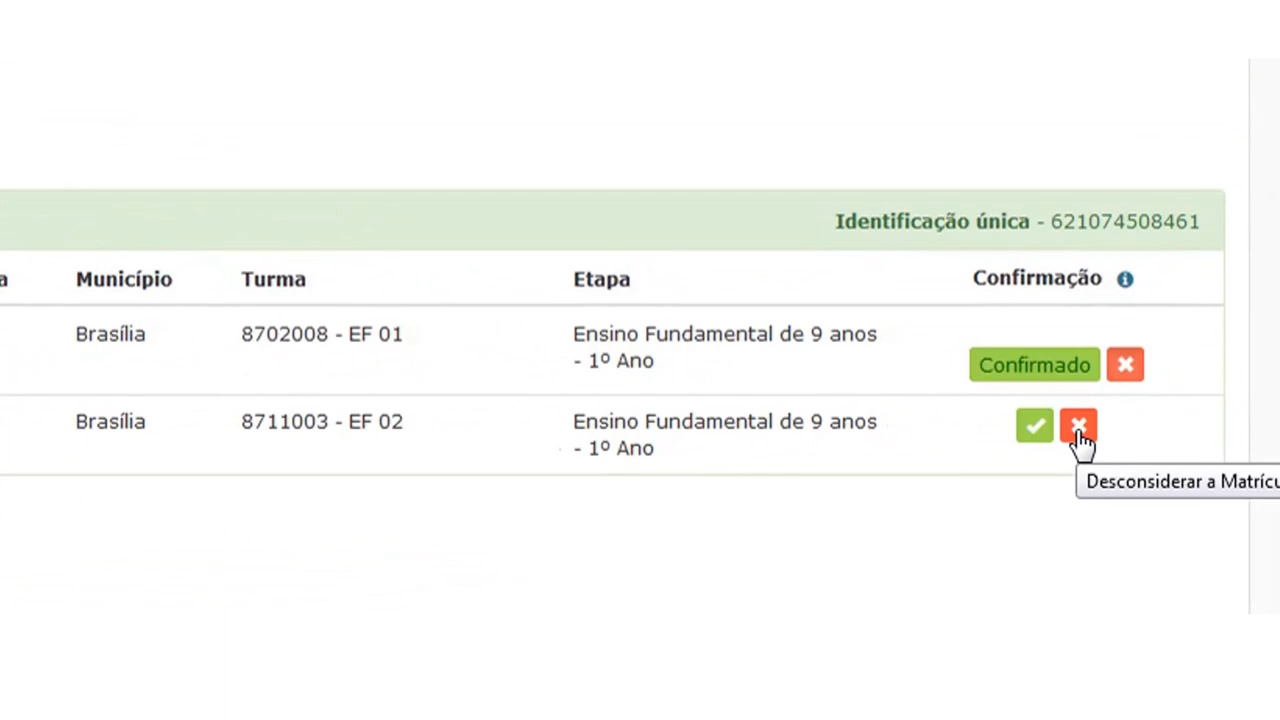 Identificação única - 621074508461
a Município Turma Etapa Confirmação
Brasília 8702008 - EF 01 Ensino Fundamental de 9 anos
- 1º Ano
Confirmado
Brasília 8711003 - EF 02 Ensino Fundamental de 9 anos
- 1º Ano
Desconsiderar a Matrícu